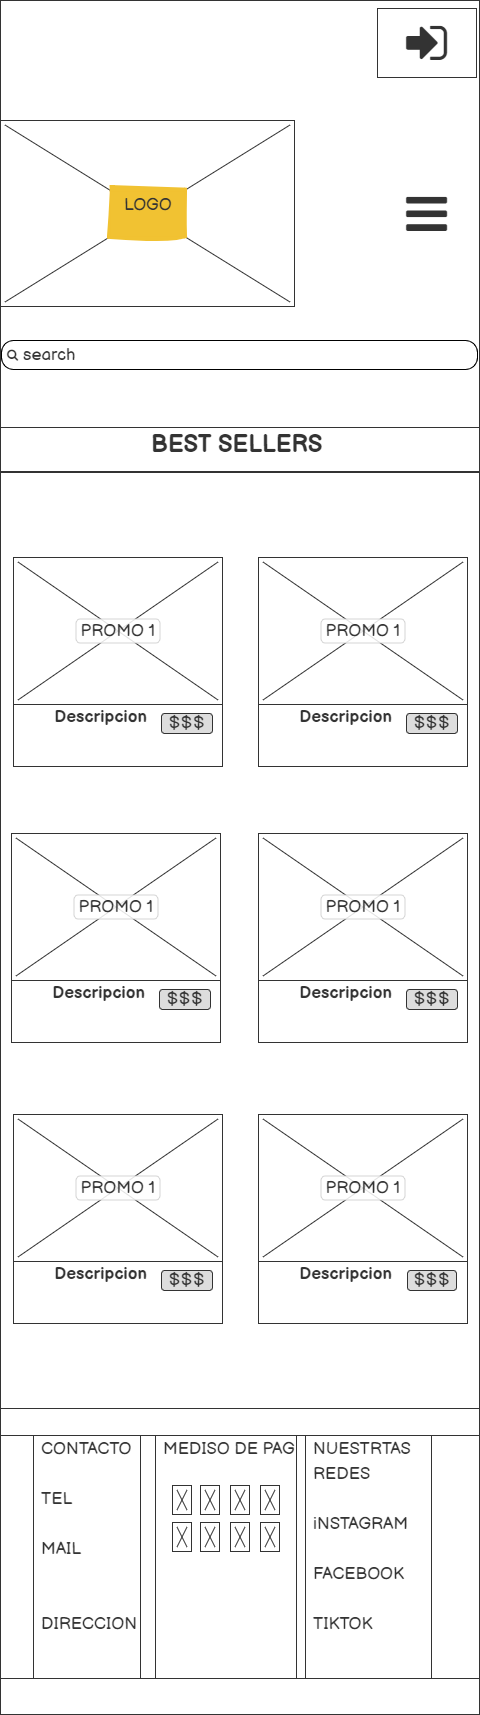 LOGO
search
BEST SELLERS
PROMO 1
Descripcion
$$$
PROMO 1
Descripcion
$$$
PROMO 1
Descripcion
$$$
PROMO 1
Descripcion
$$$
PROMO 1
Descripcion
$$$
PROMO 1
Descripcion
$$$
CONTACTO
TEL
MAIL
DIRECCION
MEDISO DE PAG
NUESTRTAS
REDES
iNSTAGRAM
FACEBOOK
TIKTOK